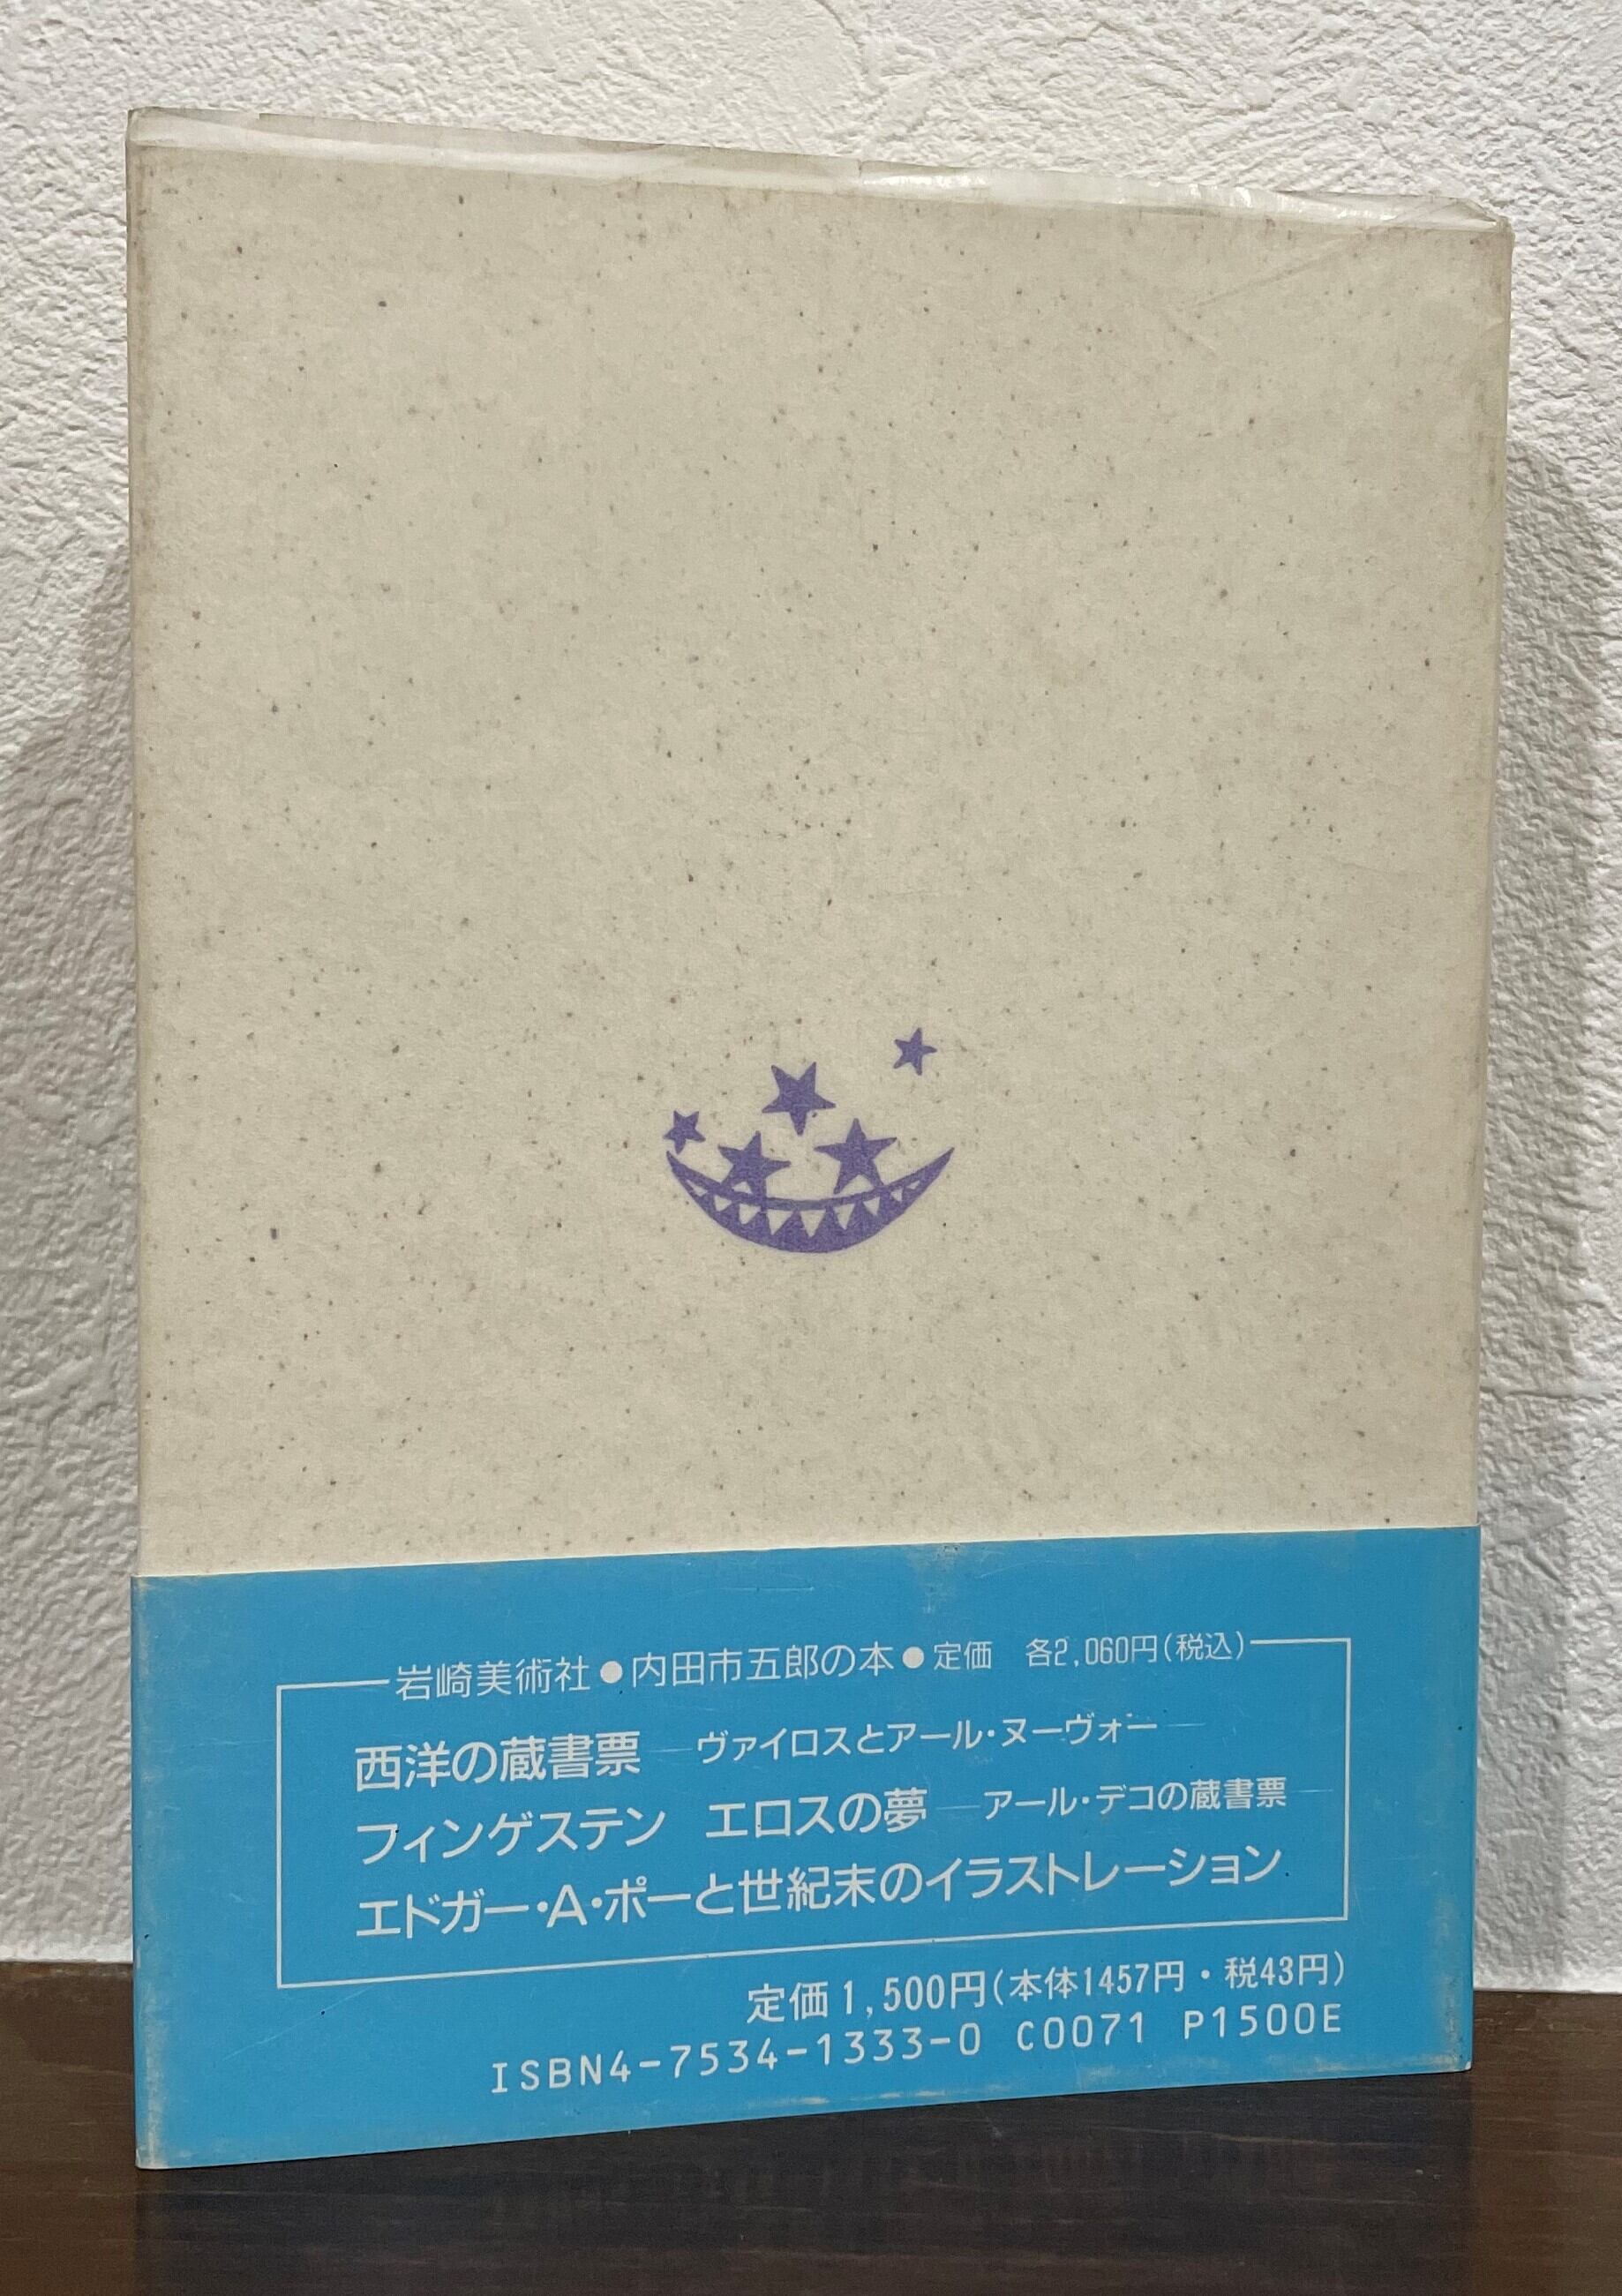 岩崎美術社●内田市五郎の本●定価 各2,060円(税込)
西洋の蔵書票―ヴァイロスとアール・ヌーヴォー―
フィンゲステン エロスの夢―アール・デコの蔵書票―
エドガー・A・ポーと世紀末のイラストレーション
定価1,500円(本体1457円・税43円)
ISBN4-7534-1333-0 C0071 P1500E